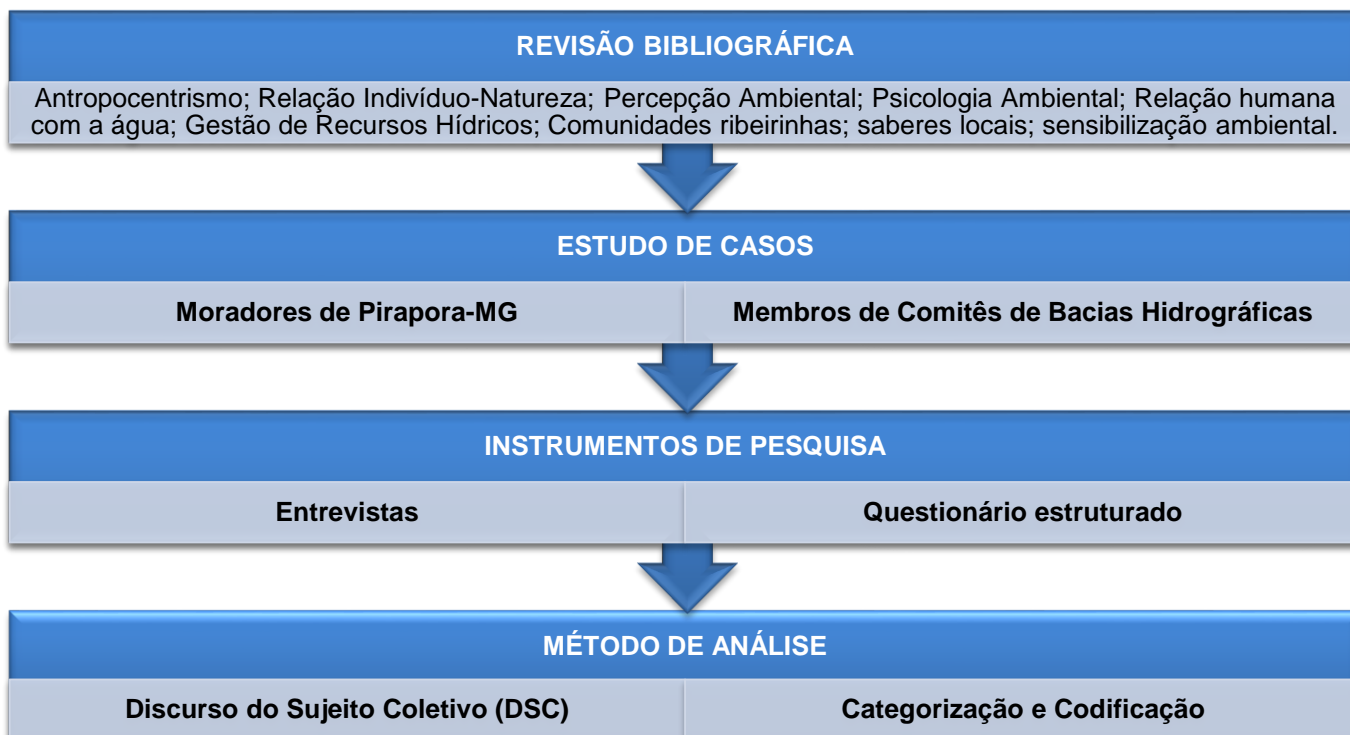 REVISÃO BIBLIOGRÁFICA
Antropocentrismo; Relação Indivíduo-Natureza; Percepção Ambiental; Psicologia Ambiental; Relação humana
com a água; Gestão de Recursos Hídricos; Comunidades ribeirinhas; saberes locais; sensibilização ambiental.
ESTUDO DE CASOS
Moradores de Pirapora-MG
Membros de Comitês de Bacias Hidrográficas
INSTRUMENTOS DE PESQUISA
Entrevistas
Questionário estruturado
MÉTODO DE ANÁLISE
Discurso do Sujeito Coletivo (DSC)
Categorização e Codificação